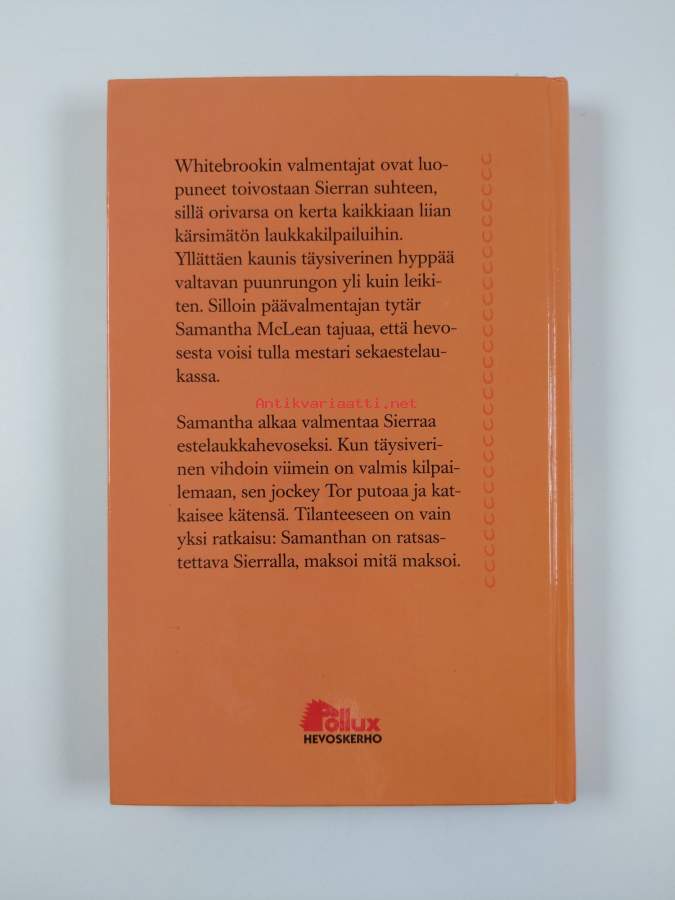 Whitebrookin valmentajat ovat luo-
puneet toivostaan Sierran suhteen,
sillä orivarsa on kerta kaikkiaan liian
kärsimätön laukkakilpailuihin.
Yllättäen kaunis täysiverinen hyppää
valtavan puunrungon yli kuin leiki-
ten. Silloin päävalmentajan tytär
Samantha McLean tajuaa, että hevo-
sesta voisi tulla mestari sekaestelau-
kassa.
Antikvariaatti.net
Samantha alkaa valmentaa Sierraa
estelaukkahevoseksi. Kun täysiveri-
nen vihdoin viimein on valmis kilpai-
lemaan, sen jockey Tor putoaa ja kat-
kaisee kätensä. Tilanteeseen on vain
yksi ratkaisu: Samanthan on ratsas-
tettava Sierralla, maksoi mitä maksoi.
Pollux
HEVOSKERHO